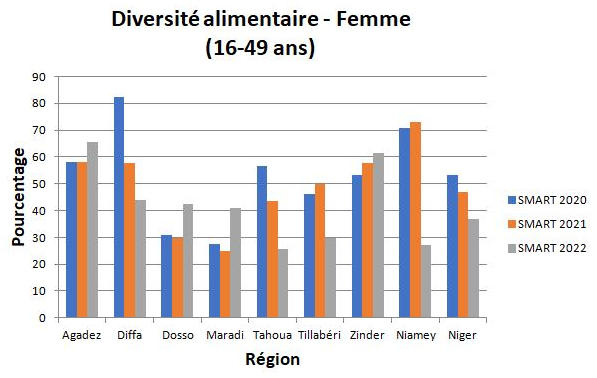 Diversité alimentaire - Femme
(16-49 ans)
90
80
70
60
50
40
30
20
10
0
Pourcentage
Agadez Diffa Dosso Maradi Tahoua Tillabéri Zinder Niamey Niger
Région
SMART 2020
SMART 2021
SMART 2022